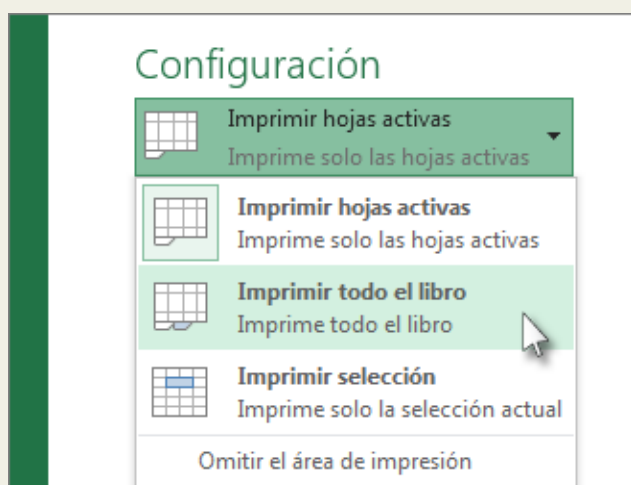 Configuración
Imprimir hojas activas
Imprime solo las hojas activas
Imprimir hojas activas
Imprime solo las hojas activas
Imprimir todo el libro
Imprime todo el libro
Imprimir selección
Imprime solo la selección actual
Omitir el área de impresión